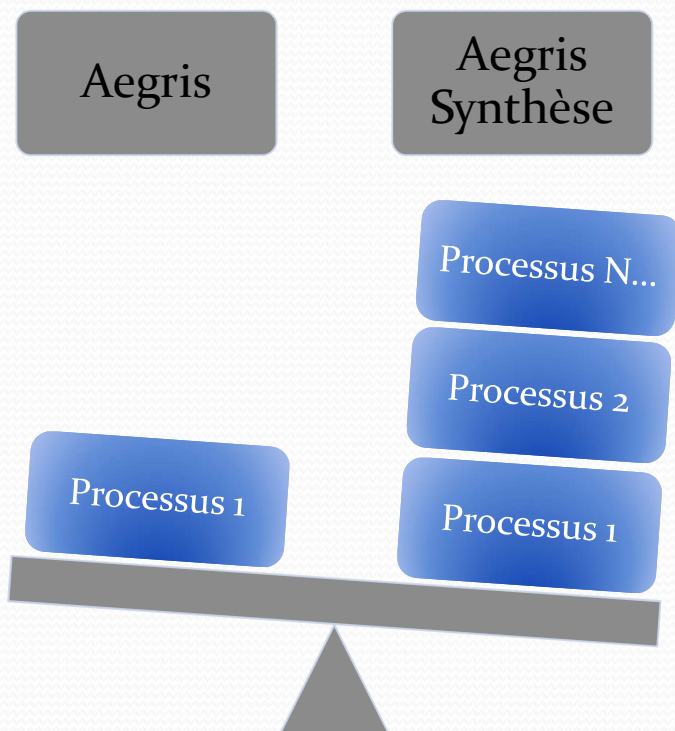 Aegris
Aegris
Synthèse
Processus N...
Processus 2
Processus 1
Processus 1